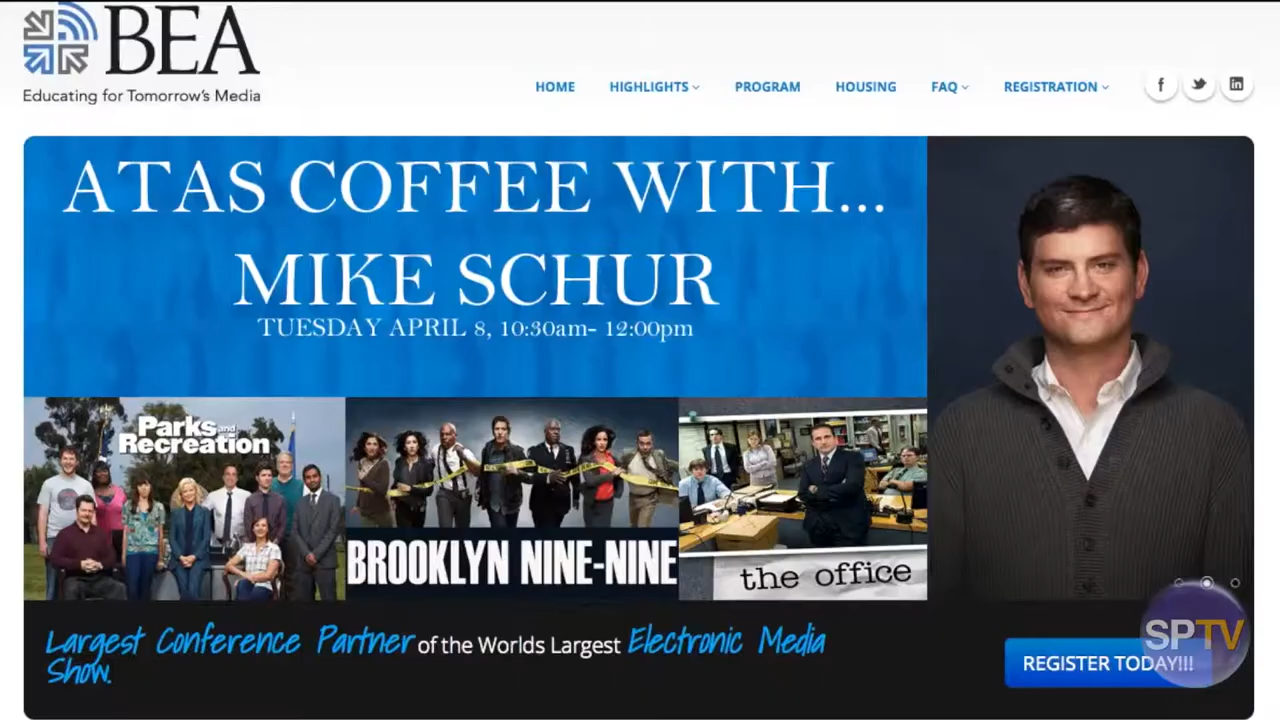 BEA
Educating for Tomorrow's Media
HOME HIGHLIGHTS PROGRAM HOUSING FAQ REGISTRATION
ATAS COFFEE WITH...
MIKE SCHUR
TUESDAY APRIL 8, 10:30am- 12:00pm
Parks and
Recreation
BROOKLYN NINE-NINE
the office
Largest Conference Partner of the Worlds Largest Electronic Media
Show.
REGISTER TODAY!!!
SPTV